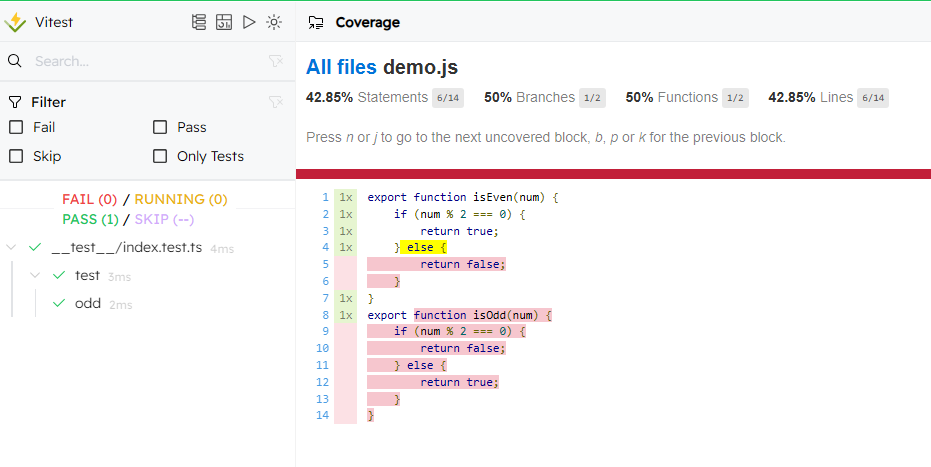 Vitest
Search...
Filter
Fail
Pass
Skip
Only Tests
FAIL (0) / RUNNING (0)
PASS (1) / SKIP (--)
__test__/index.test.ts 4ms
test 3ms
odd 2ms
Coverage
All files demo.js
42.85% Statements 6/14 50% Branches 1/2 50% Functions 1/2 42.85% Lines 6/14
Press n or j to go to the next uncovered block, b, p or k for the previous block.
1 1x export function isEven(num) {
2 1x     if (num % 2 === 0) {
3 1x         return true;
4 1x     } else {
5         return false;
6     }
7 1x }
8 1x export function isOdd(num) {
9     if (num % 2 === 0) {
10         return false;
11     } else {
12         return true;
13     }
14 }